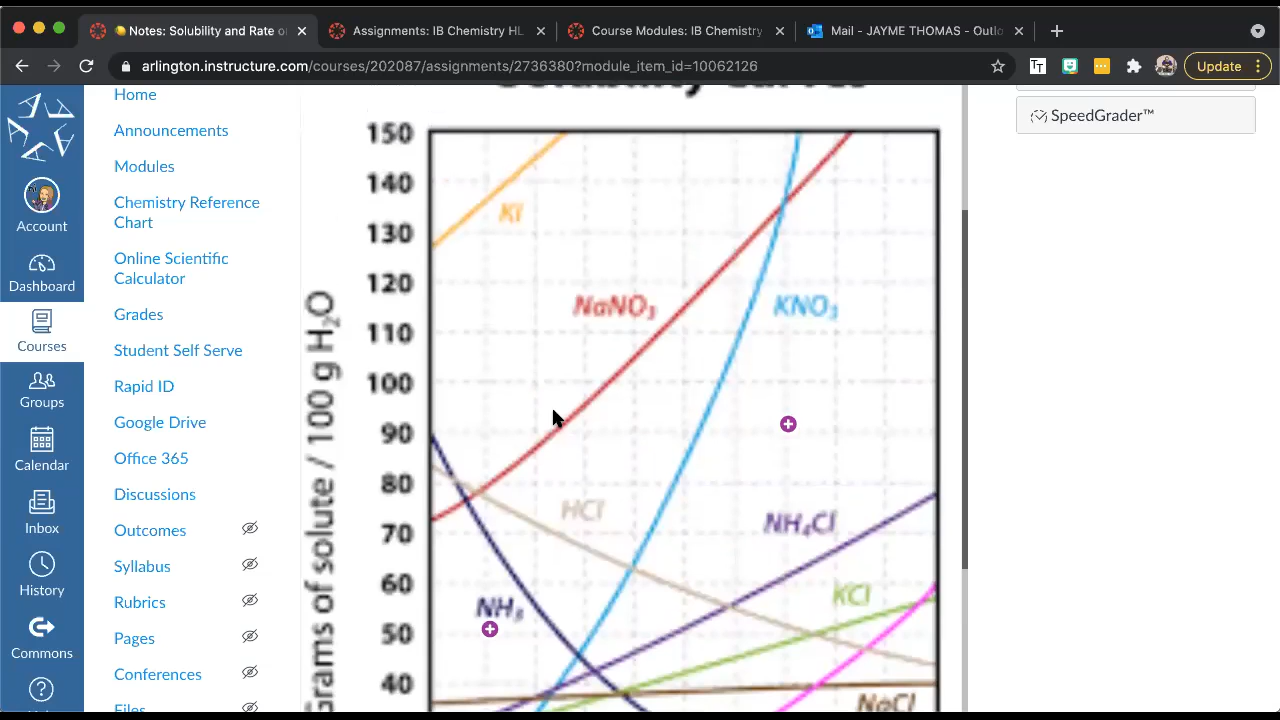 Notes: Solubility and Rate o
Assignments: IB Chemistry HL
Course Modules: IB Chemistry
Mail - JAYME THOMAS - Outlo
arlington.instructure.com/courses/202087/assignments/2736380?module_item_id=10062126
Update
Account
Dashboard
Courses
Groups
Calendar
Inbox
History
Commons
Home
Announcements
Modules
Chemistry Reference
Chart
Online Scientific
Calculator
Grades
Student Self Serve
Rapid ID
Google Drive
Office 365
Discussions
Outcomes
Syllabus
Rubrics
Pages
Conferences
Files
SpeedGrader™
Solubility Curves
Grams of solute / 100 g H₂O
150
140
130
120
110
100
90
80
70
60
50
40
KI
NaNO₃
KNO₃
HCl
NH₄Cl
NH₃
KCl
NaCl